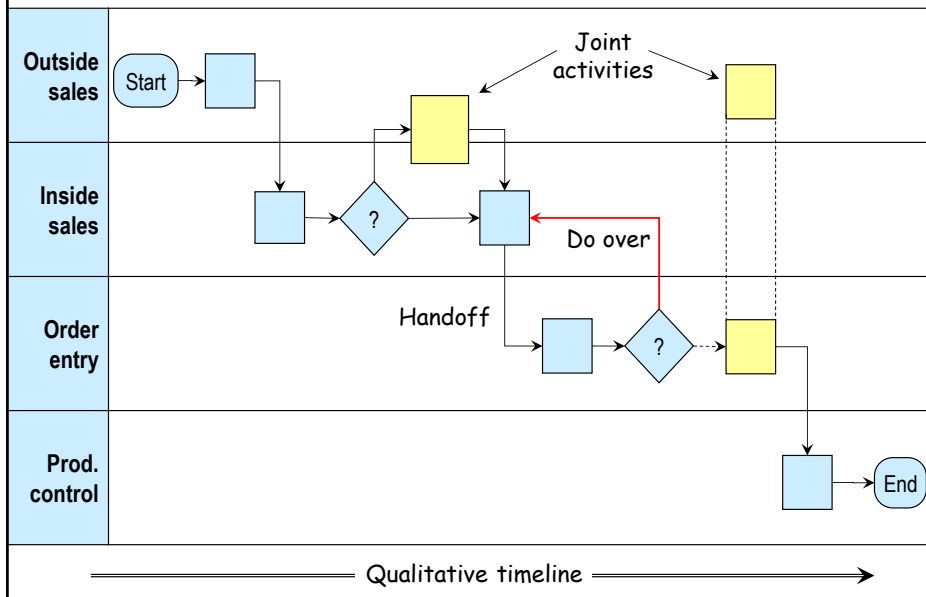 Outside
sales
Start
Joint
activities
Inside
sales
?
Do over
Order
entry
Handoff
?
Prod.
control
End
Qualitative timeline